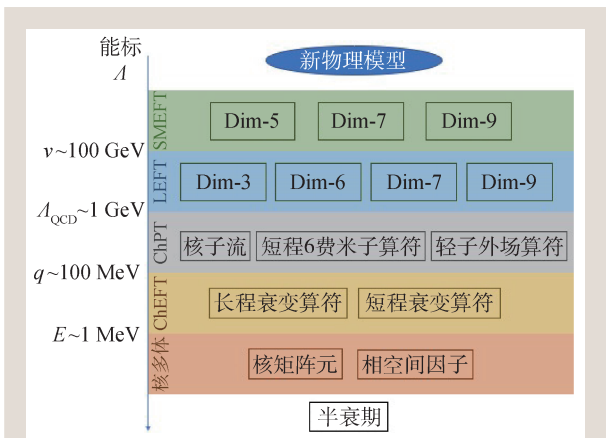 能标
Λ
新物理模型
SMEFT
Dim-5 Dim-7 Dim-9
v~100 GeV
LEFT
Dim-3 Dim-6 Dim-7 Dim-9
Λ_QCD~1 GeV
ChPT
核子流 短程6费米子算符 轻子外场算符
q~100 MeV
ChEFT
长程衰变算符 短程衰变算符
E~1 MeV
核多体
核矩阵元 相空间因子
半衰期